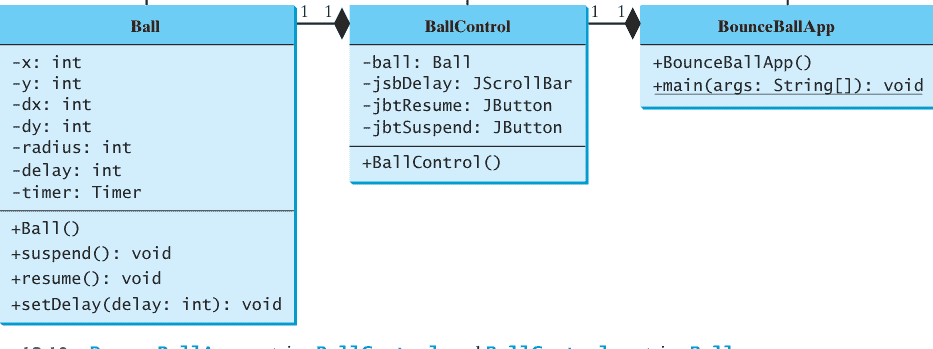 1 1
1 1
Ball
-x: int
-y: int
-dx: int
-dy: int
-radius: int
-delay: int
-timer: Timer
+Ball()
+suspend(): void
+resume(): void
+setDelay(delay: int): void
BallControl
-ball: Ball
-jsbDelay: JScrollBar
-jbtResume: JButton
-jbtSuspend: JButton
+BallControl()
BounceBallApp
+BounceBallApp()
+main(args: String[]): void